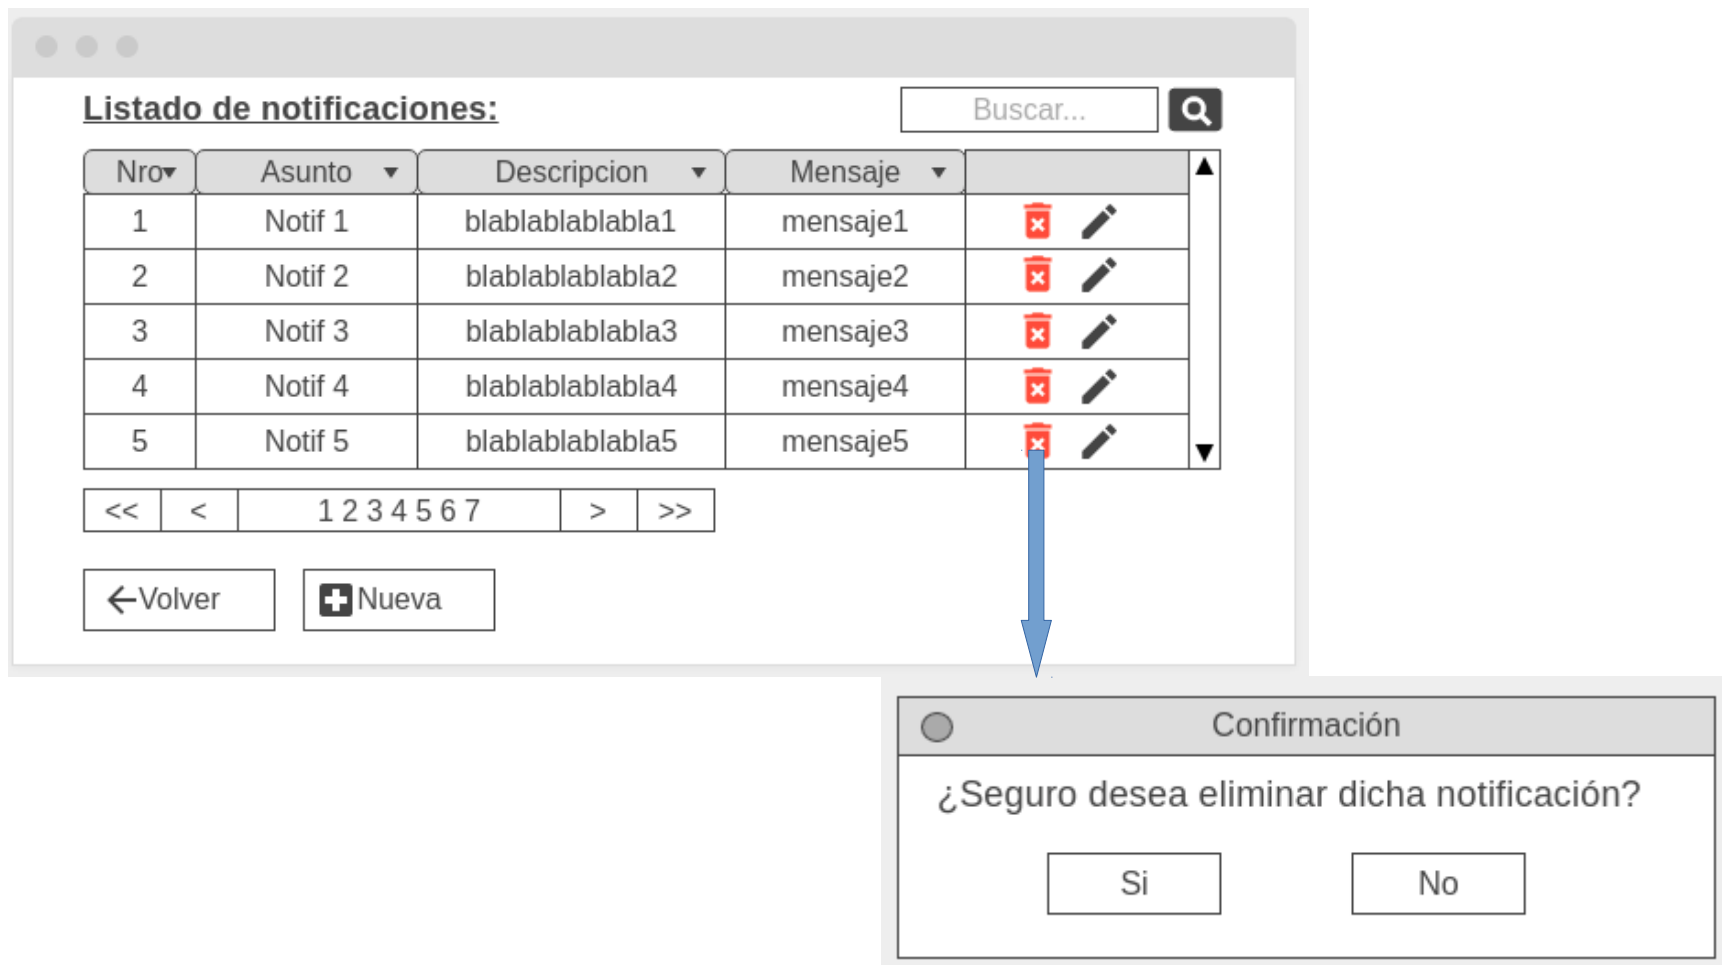 Listado de notificaciones:
Buscar...
Nro Asunto Descripcion Mensaje
1 Notif 1 blablablablabla1 mensaje1
2 Notif 2 blablablablabla2 mensaje2
3 Notif 3 blablablablabla3 mensaje3
4 Notif 4 blablablablabla4 mensaje4
5 Notif 5 blablablablabla5 mensaje5
<< < 1 2 3 4 5 6 7 > >>
Volver Nueva
Confirmación
¿Seguro desea eliminar dicha notificación?
Si No